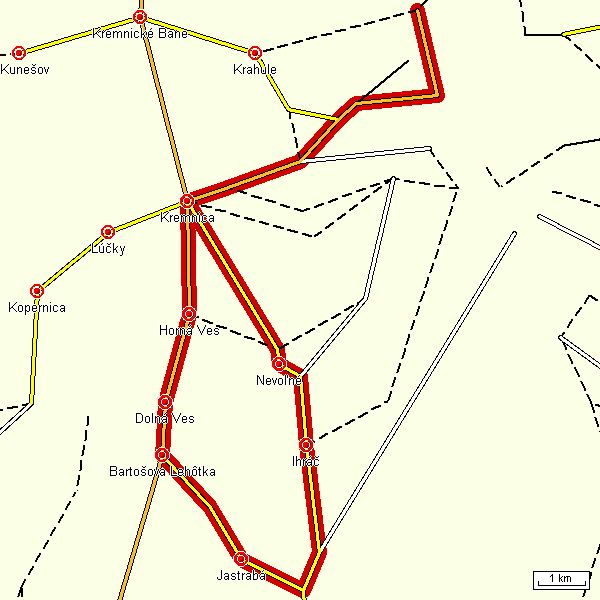 Kremnické Bane
Kunešov
Krahule
Kremnica
Lúčky
Kopernica
Horná Ves
Nevoľné
Dolná Ves
Ihráč
Bartošova Lehôtka
Jastrabá
1 km